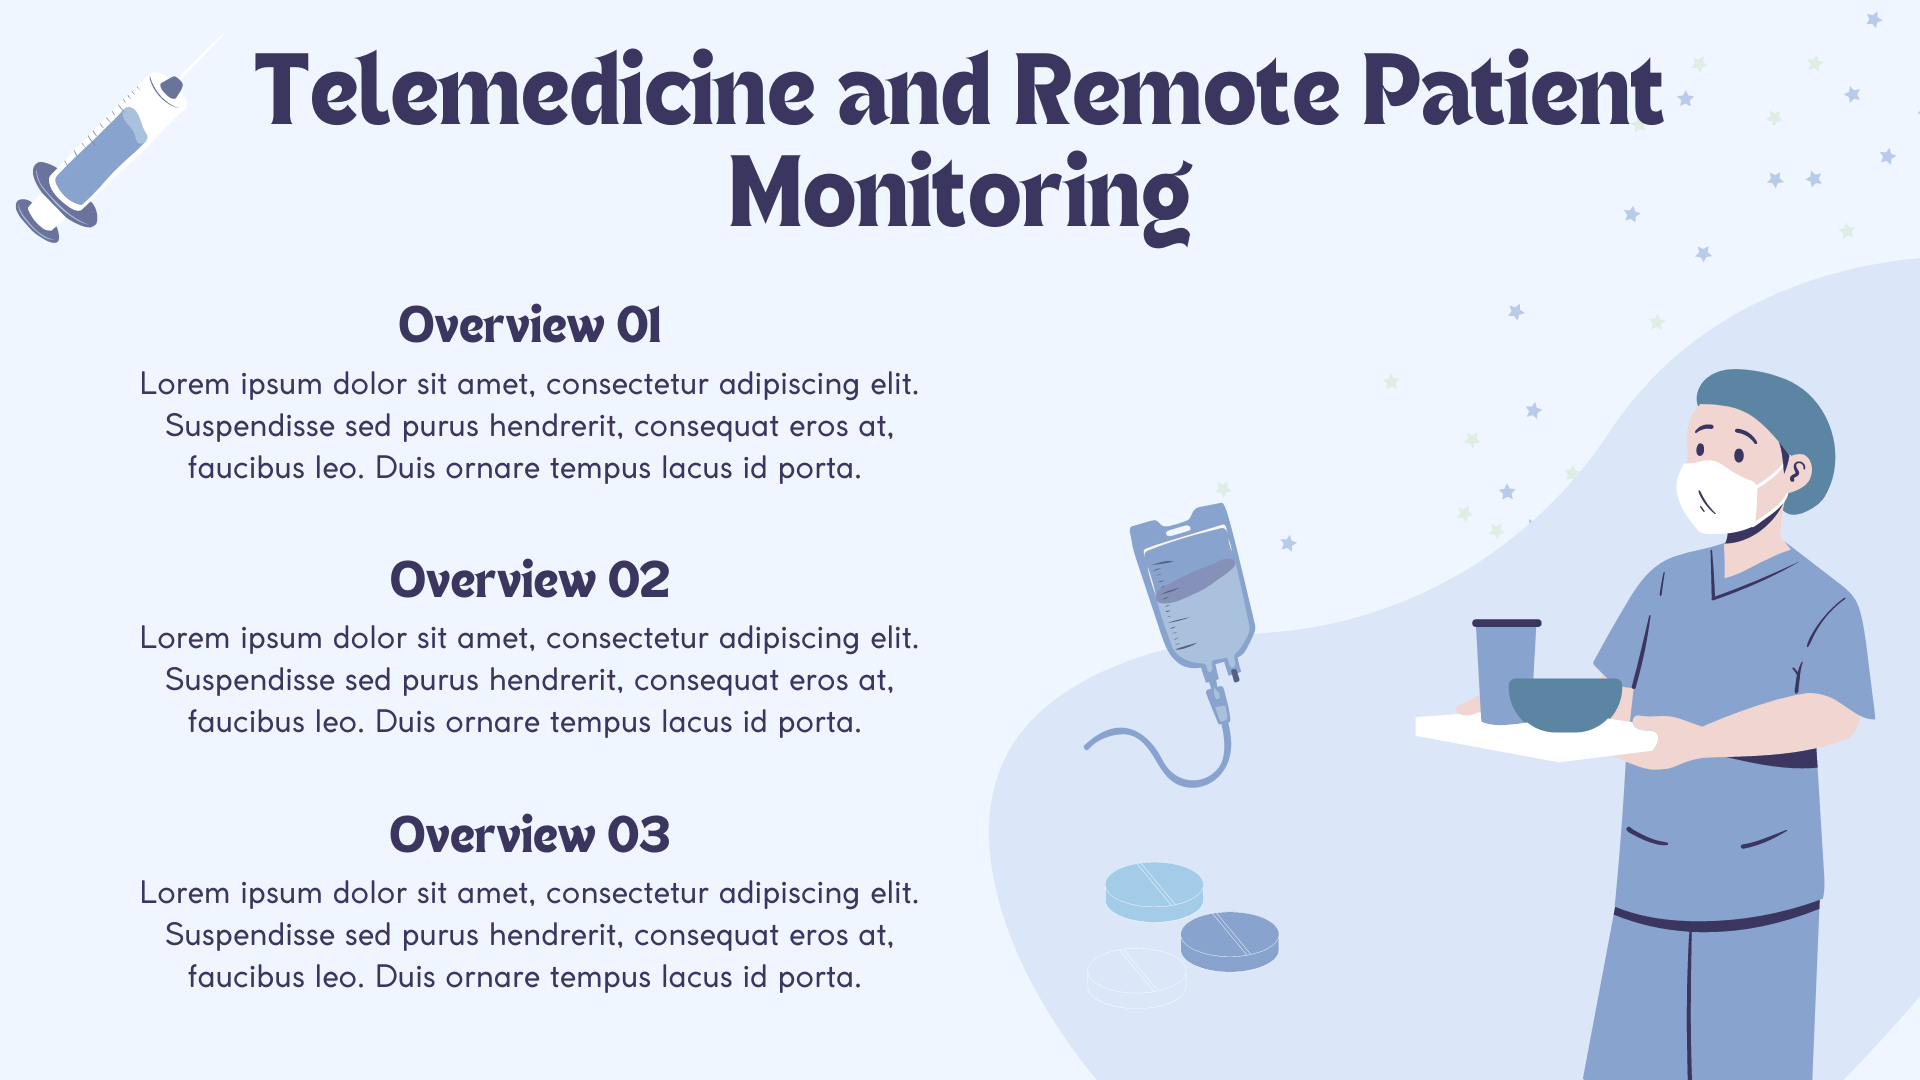 Telemedicine and Remote Patient
Monitoring
Overview 01
Lorem ipsum dolor sit amet, consectetur adipiscing elit.
Suspendisse sed purus hendrerit, consequat eros at,
faucibus leo. Duis ornare tempus lacus id porta.
Overview 02
Lorem ipsum dolor sit amet, consectetur adipiscing elit.
Suspendisse sed purus hendrerit, consequat eros at,
faucibus leo. Duis ornare tempus lacus id porta.
Overview 03
Lorem ipsum dolor sit amet, consectetur adipiscing elit.
Suspendisse sed purus hendrerit, consequat eros at,
faucibus leo. Duis ornare tempus lacus id porta.